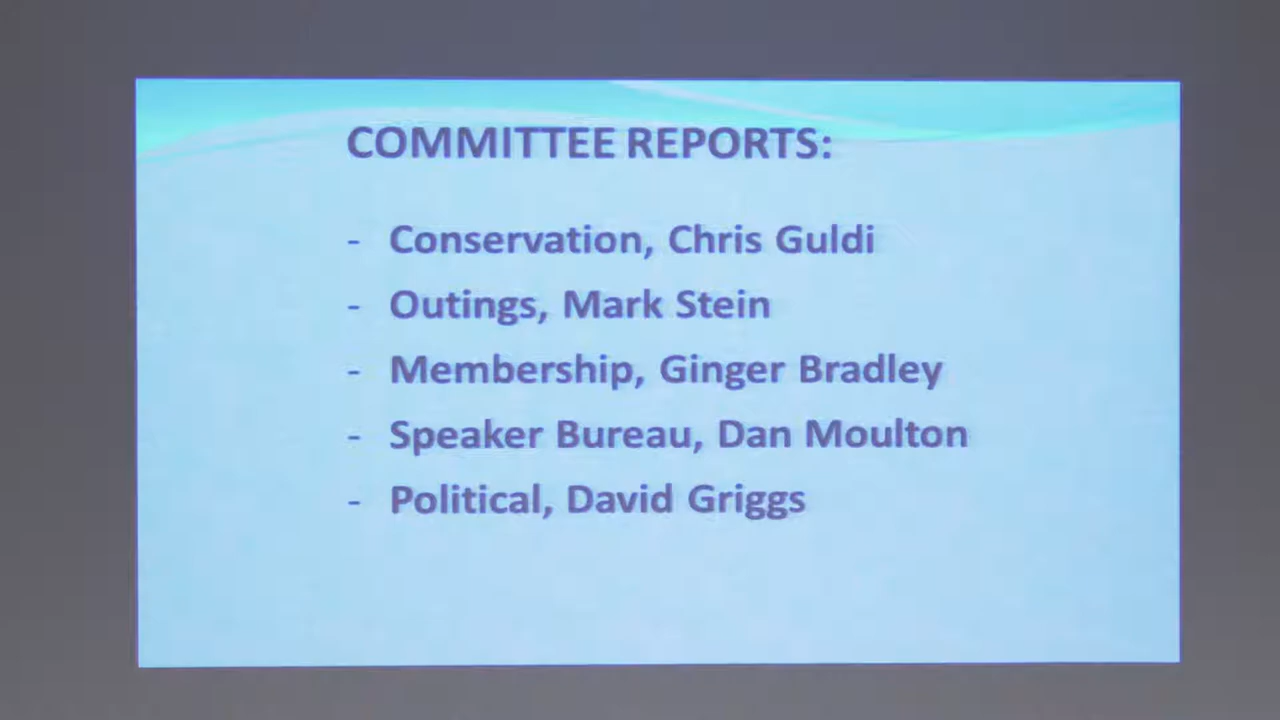 COMMITTEE REPORTS:
- Conservation, Chris Guldi
- Outings, Mark Stein
- Membership, Ginger Bradley
- Speaker Bureau, Dan Moulton
- Political, David Griggs